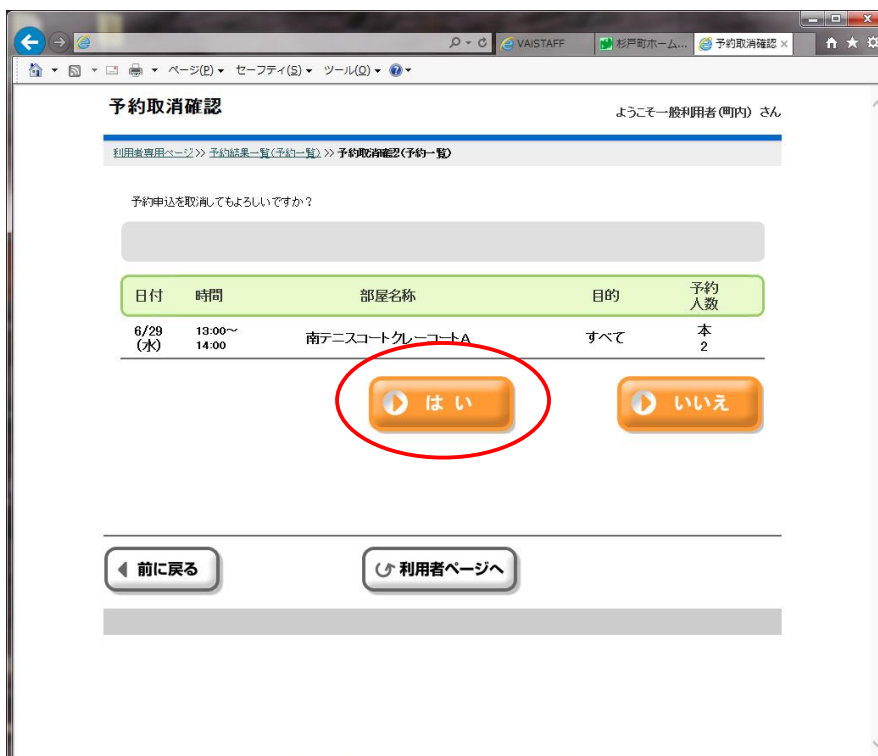 VAISTAFF 杉戸町ホーム... 予約取消確認 ×
ページ(P) セーフティ(S) ツール(O)
予約取消確認
ようこそ一般利用者(町内) さん
利用者専用ページ>> 予約結果一覧(予約一覧) >> 予約取消確認(予約一覧)
予約申込を取消してもよろしいですか?
日付 時間 部屋名称 目的 予約
人数
6/29 13:00~ 南テニスコートクレーコートA すべて 本
(水) 14:00 2
はい いいえ
前に戻る 利用者ページへ